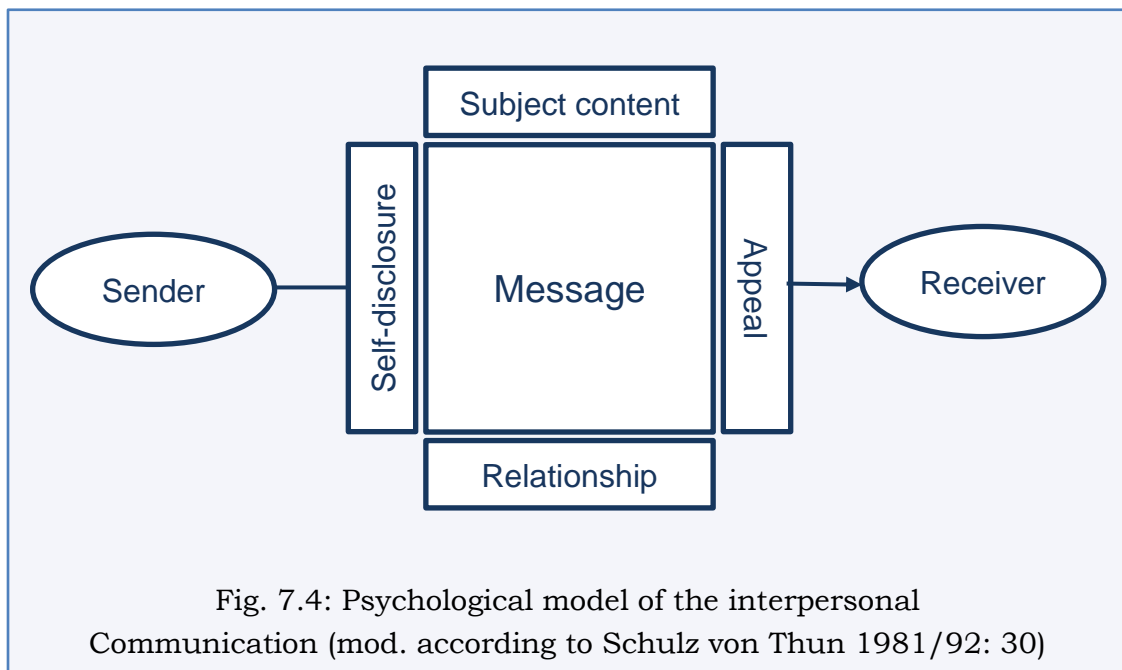 Subject content
Self-disclosure
Sender
Message
Appeal
Receiver
Relationship
Fig. 7.4: Psychological model of the interpersonal
Communication (mod. according to Schulz von Thun 1981/92: 30)